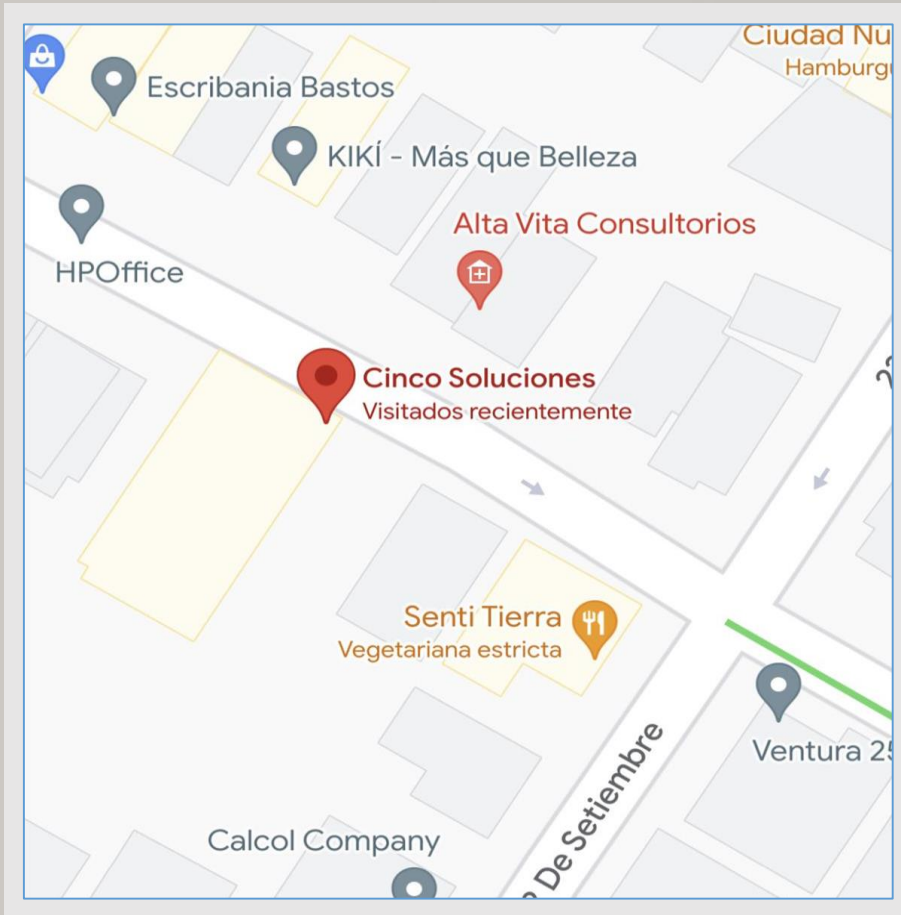 Ciudad Nu
Hamburgu
Escribania Bastos
KIKÍ - Más que Belleza
Alta Vita Consultorios
HPOffice
Cinco Soluciones
Visitados recientemente
Senti Tierra
Vegetariana estricta
Ventura 25
De Setiembre
Calcol Company